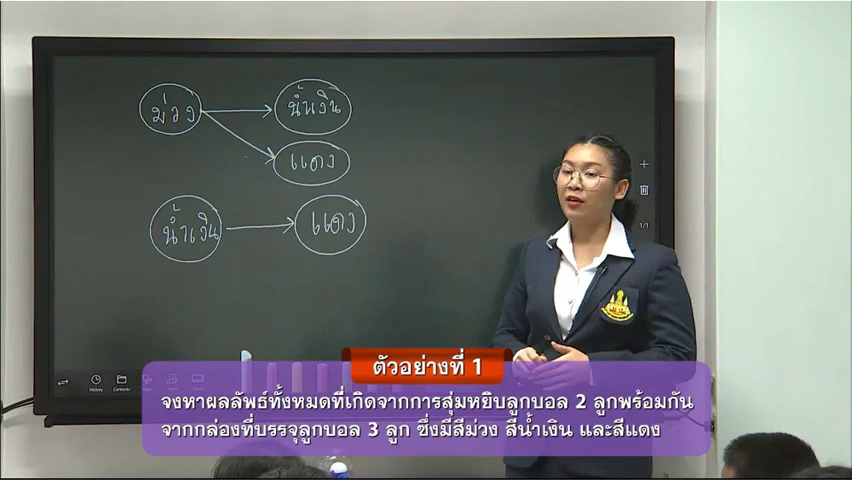 ม่วง
น้ำเงิน
แดง
น้ำเงิน
แดง
1/1
History
Contents
ตัวอย่างที่ 1
จงหาผลลัพธ์ทั้งหมดที่เกิดจากการสุ่มหยิบลูกบอล 2 ลูกพร้อมกัน
จากกล่องที่บรรจุลูกบอล 3 ลูก ซึ่งมีสีม่วง สีน้ำเงิน และสีแดง